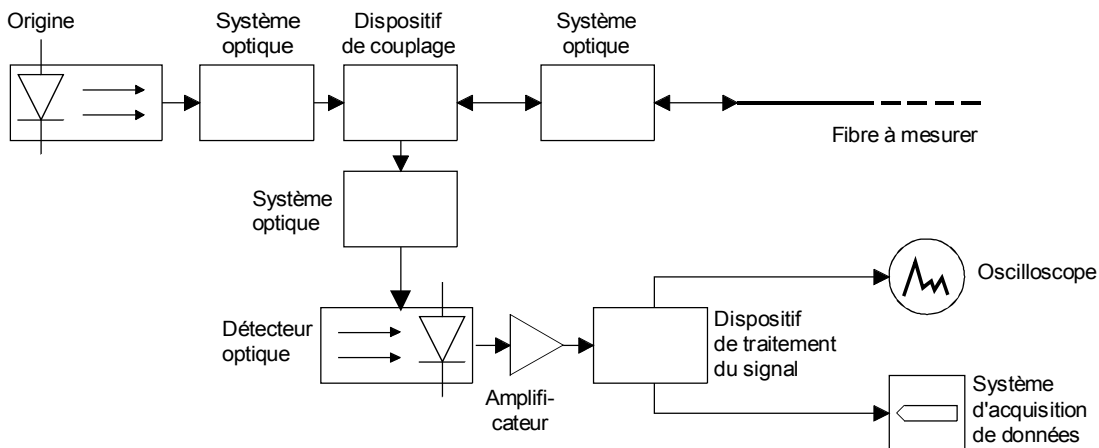 Origine
Système
optique
Dispositif
de couplage
Système
optique
Fibre à mesurer
Système
optique
Oscilloscope
Détecteur
optique
Dispositif
de traitement
du signal
Amplifi-
cateur
Système
d'acquisition
de données